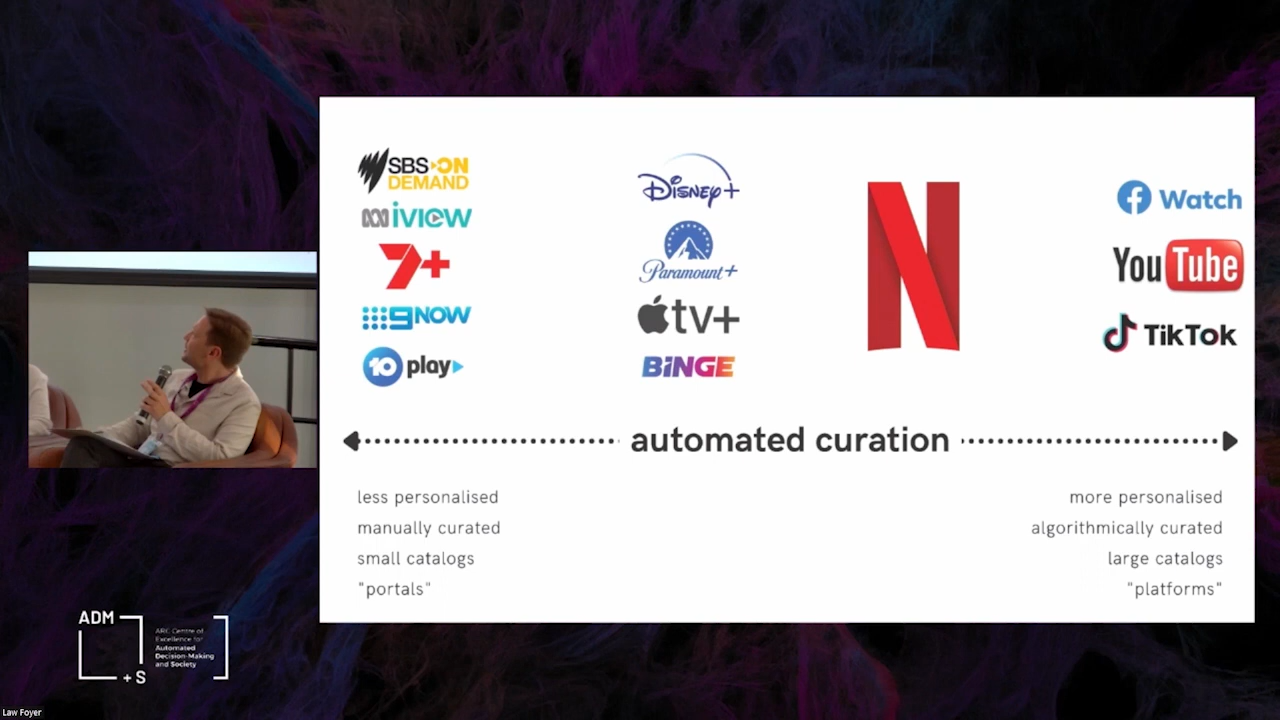 SBS ON
DEMAND
ABC iview
7+
9NOW
10 play
Disney+
Paramount+
tv+
BINGE
N
f Watch
YouTube
TikTok
automated curation
less personalised
manually curated
small catalogs
"portals"
more personalised
algorithmically curated
large catalogs
"platforms"
ADM
+ S
ARC Centre of
Excellence for
Automated
Decision-Making
and Society
Law Foyer